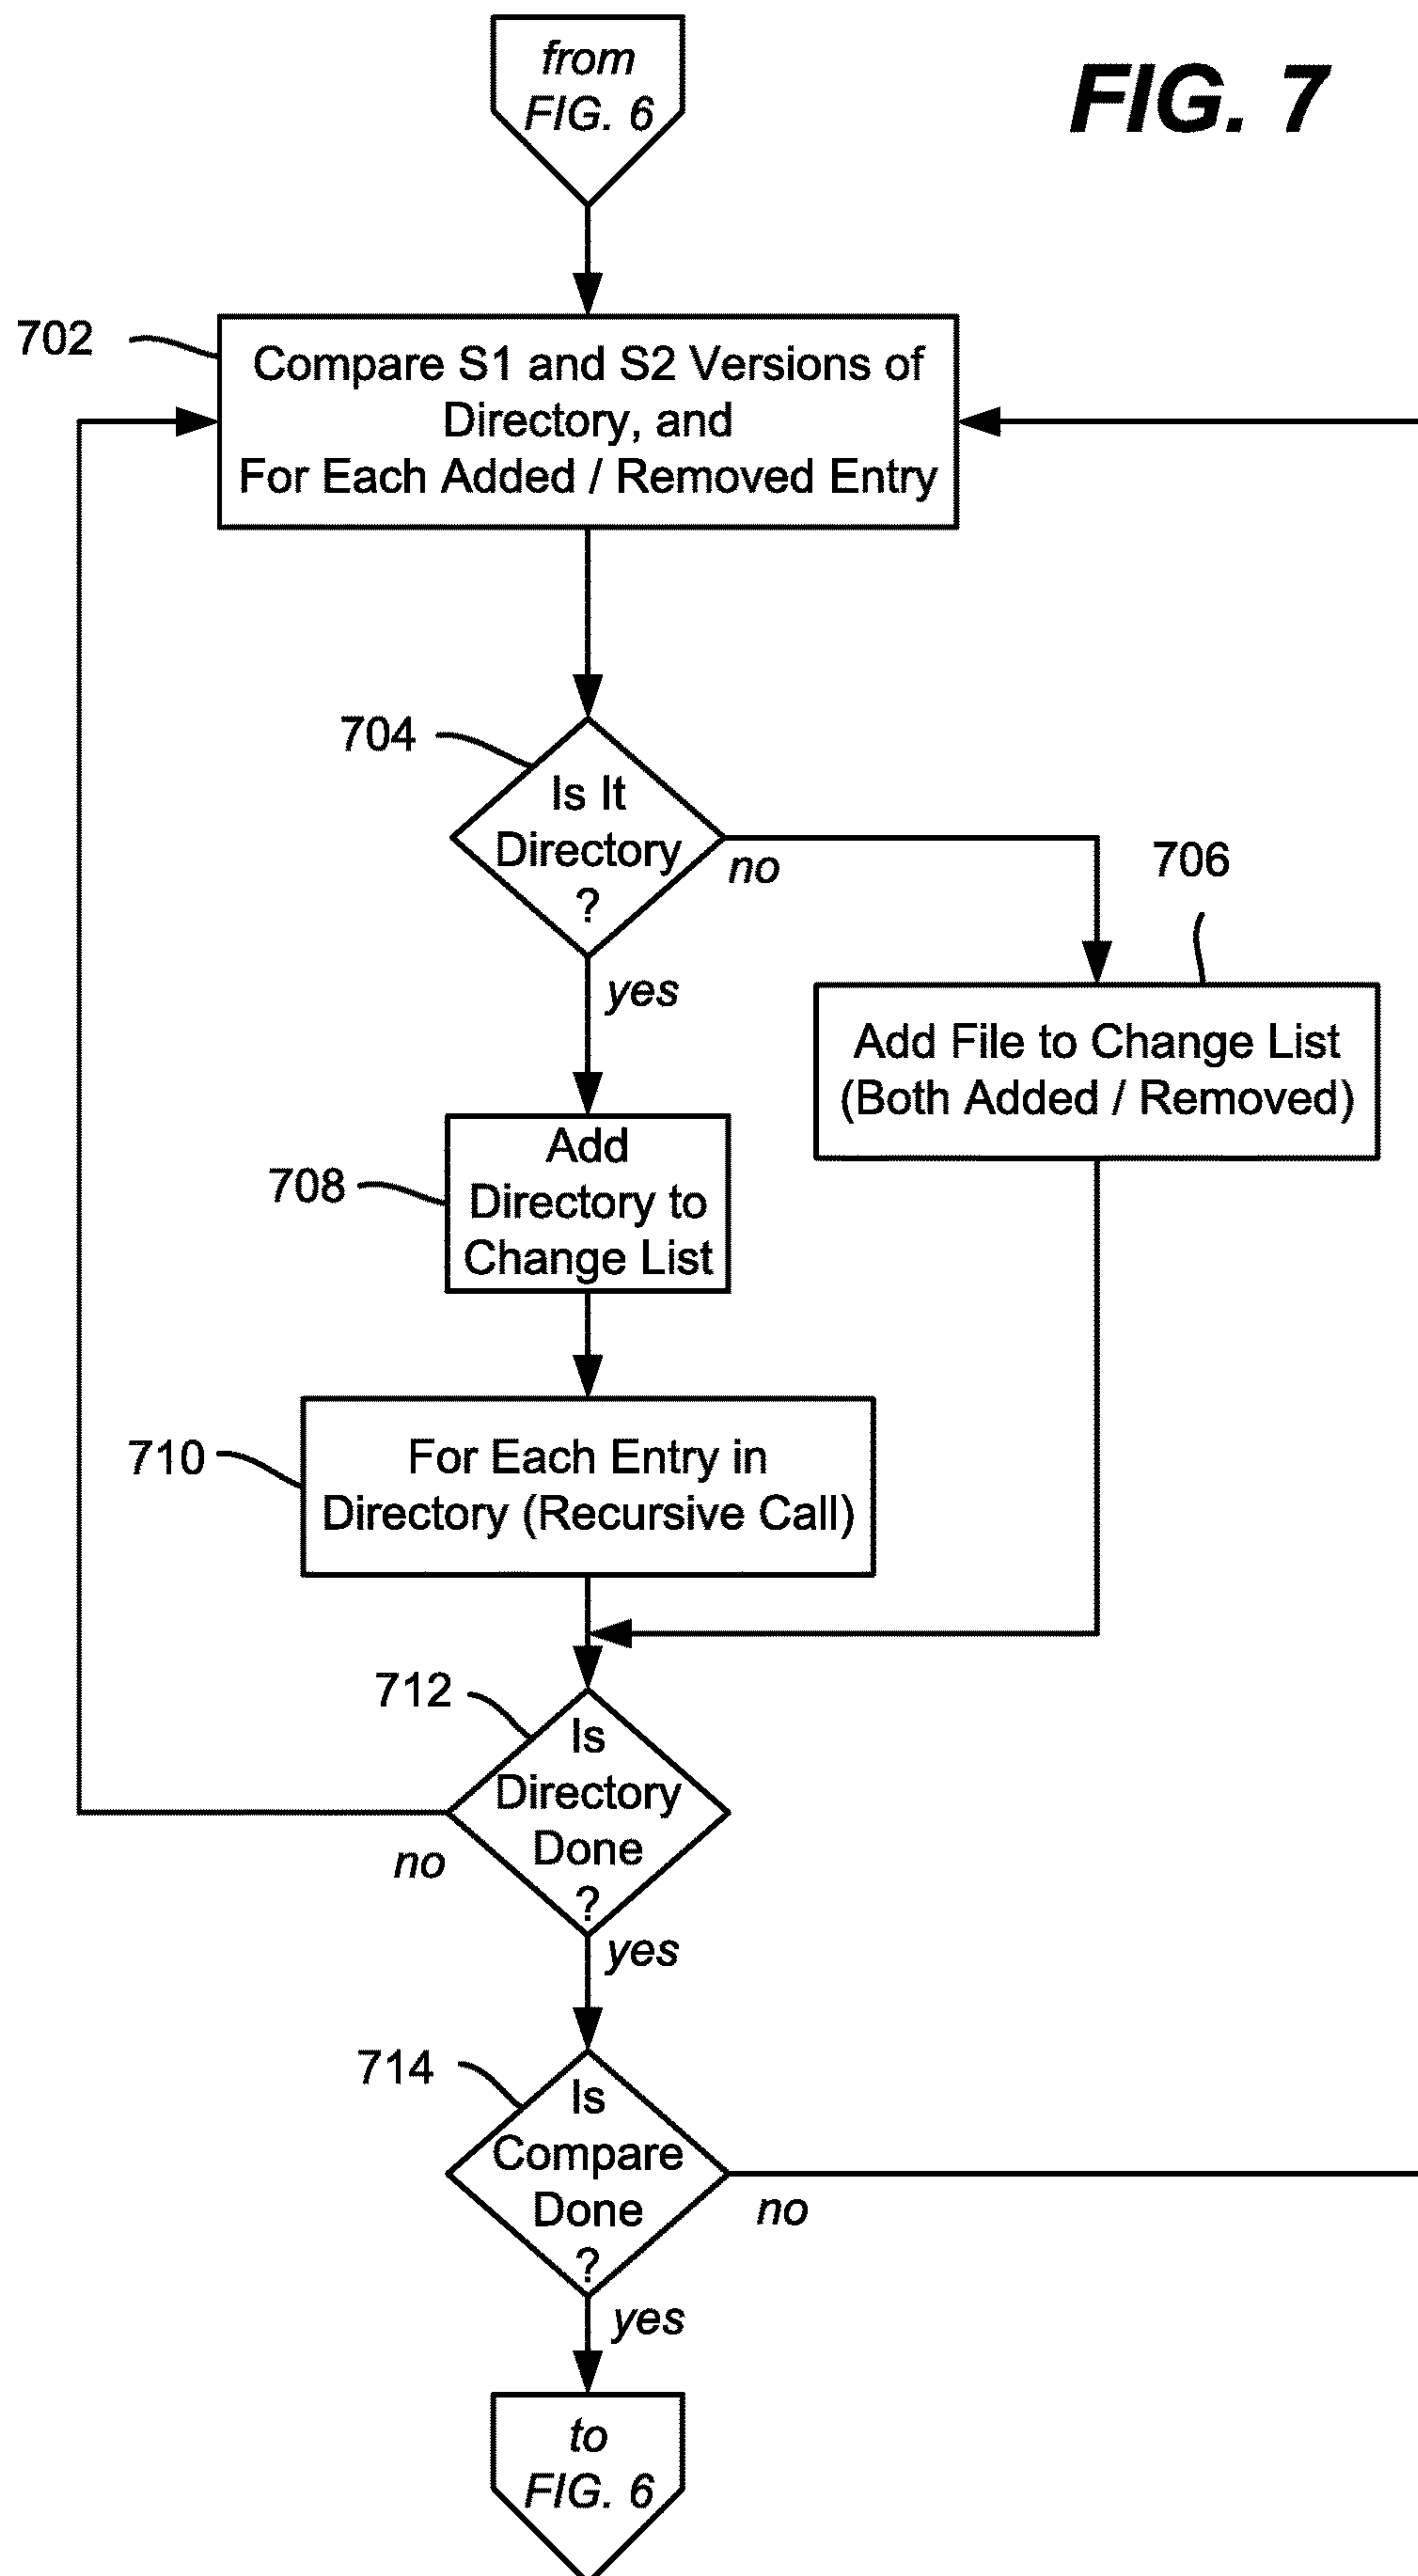 from
FIG. 6
FIG. 7
702
Compare S1 and S2 Versions of
Directory, and
For Each Added / Removed Entry
704
Is It
Directory
?
no
706
yes
Add File to Change List
(Both Added / Removed)
708
Add
Directory to
Change List
710
For Each Entry in
Directory (Recursive Call)
712
Is
Directory
Done
?
no
yes
714
Is
Compare
Done
?
no
yes
to
FIG. 6